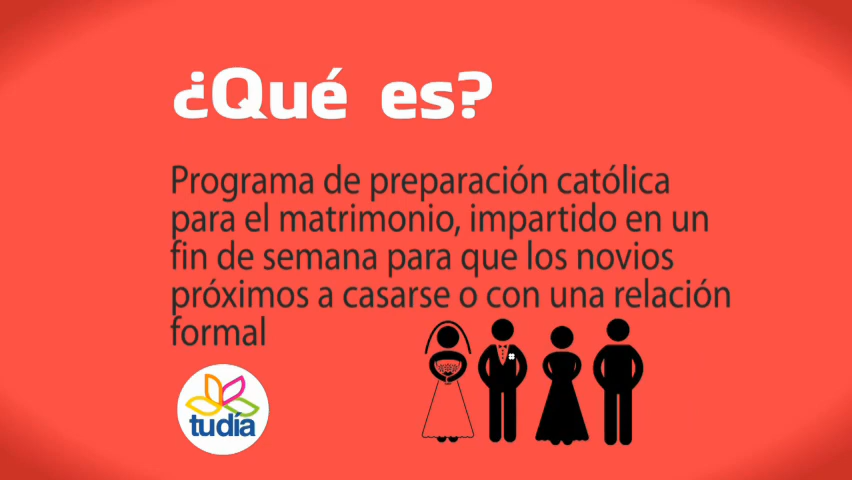 ¿Qué es?
Programa de preparación católica
para el matrimonio, impartido en un
fin de semana para que los novios
próximos a casarse o con una relación
formal
tudía